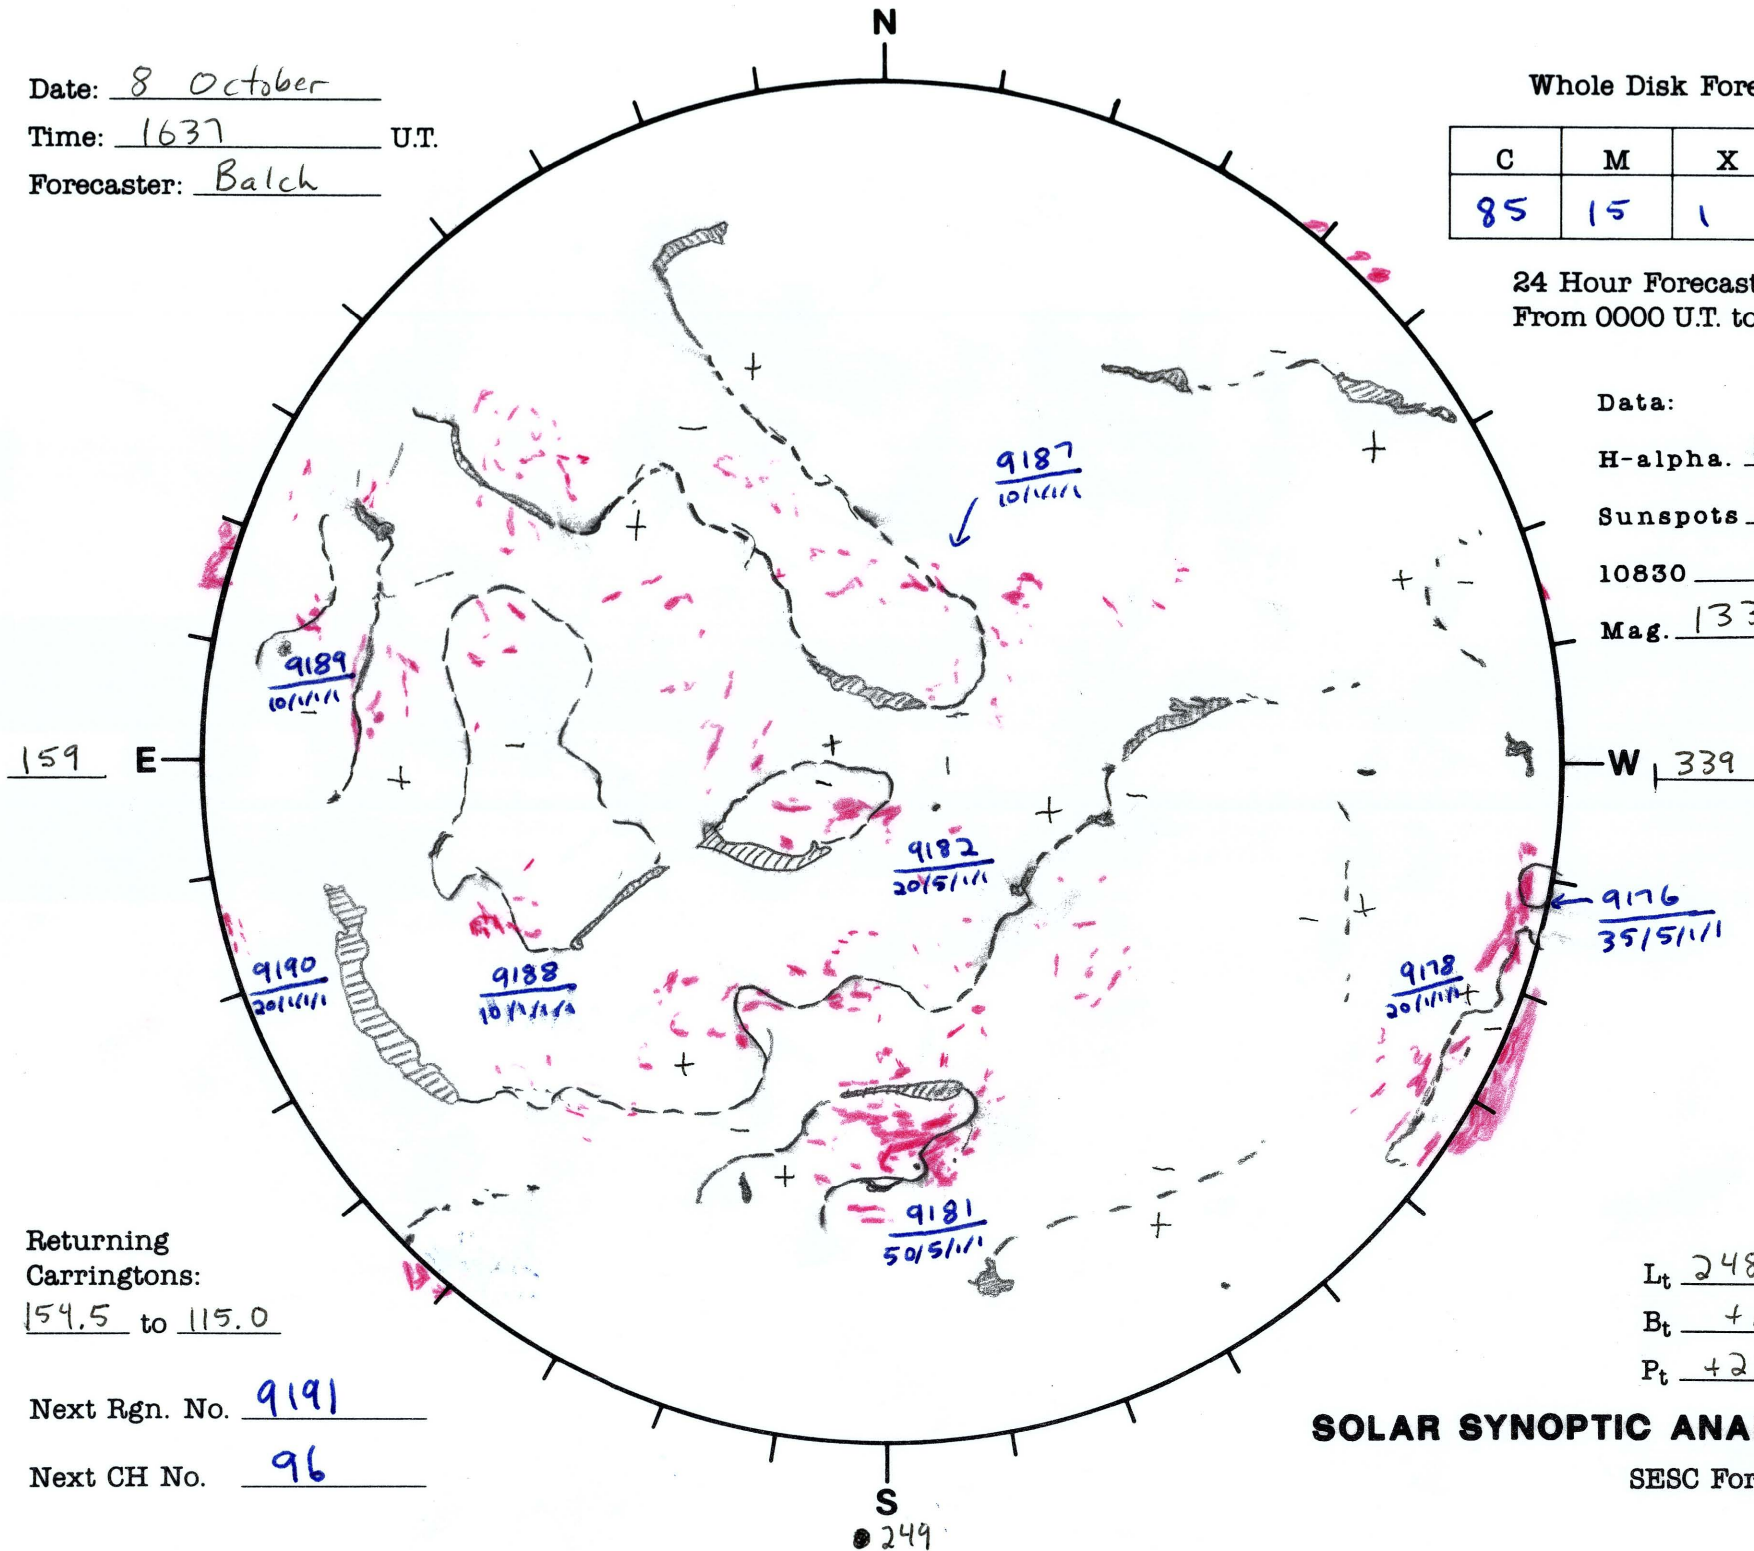 N
Date: 8 October
Time: 1637 U.T.
Forecaster: Balch
Whole Disk Fore
C M X
85 15 1
24 Hour Forecast
From 0000 U.T. to
Data:
H-alpha.
Sunspots
10830
Mag. 133
9187
10/1/1/1
9189
10/1/1/1
159 E
W 339
9182
20/5/1/1
9176
35/5/1/1
9178
20/1/1/1
9190
20/1/1/1
9188
10/1/1/1
9181
50/5/1/1
Returning
Carringtons:
154.5 to 115.0
Lt 248
Bt +
Pt +2
Next Rgn. No. 9191
Next CH No. 96
SOLAR SYNOPTIC ANA
SESC For
S
249